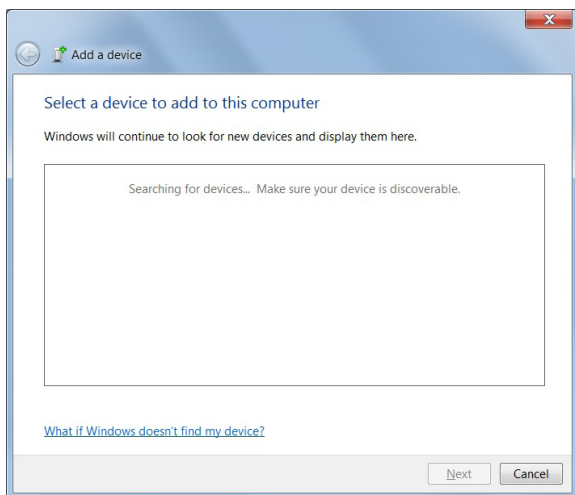 Add a device
Select a device to add to this computer
Windows will continue to look for new devices and display them here.
Searching for devices... Make sure your device is discoverable.
What if Windows doesn't find my device?
Next Cancel